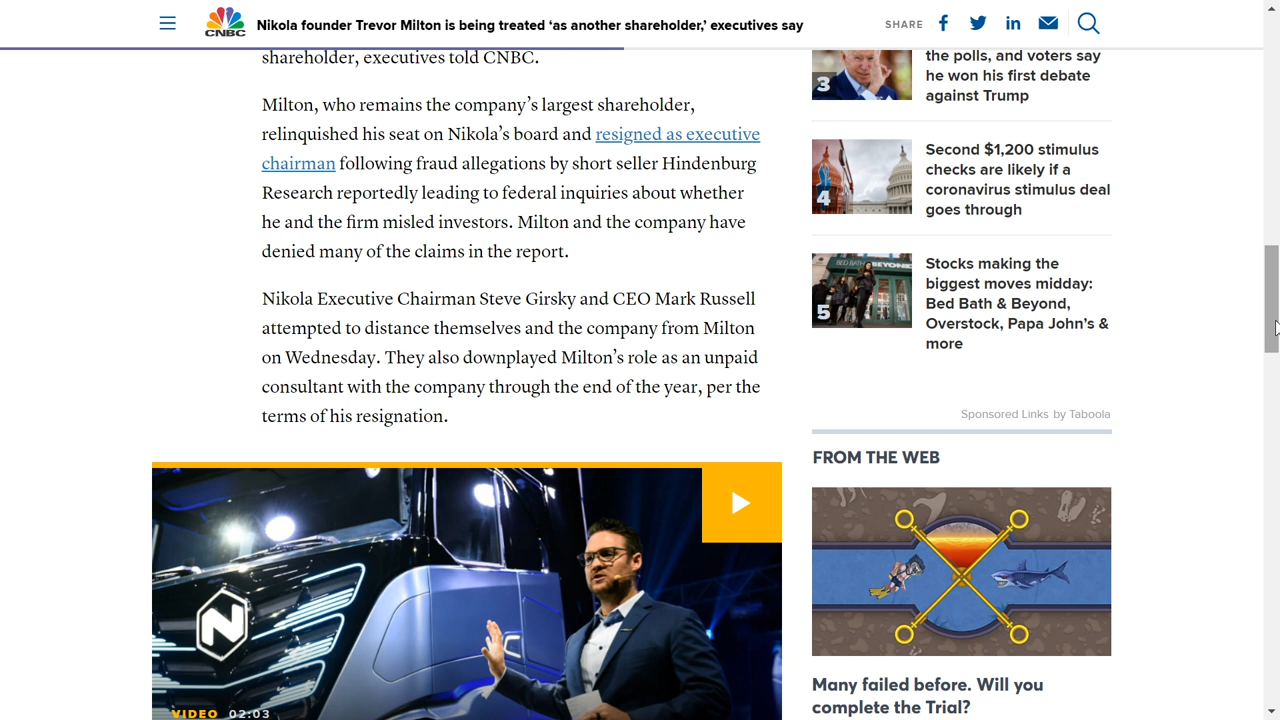 CNBC
Nikola founder Trevor Milton is being treated ‘as another shareholder,’ executives say
SHARE
shareholder, executives told CNBC.
Milton, who remains the company’s largest shareholder,
relinquished his seat on Nikola’s board and resigned as executive
chairman following fraud allegations by short seller Hindenburg
Research reportedly leading to federal inquiries about whether
he and the firm misled investors. Milton and the company have
denied many of the claims in the report.
Nikola Executive Chairman Steve Girsky and CEO Mark Russell
attempted to distance themselves and the company from Milton
on Wednesday. They also downplayed Milton’s role as an unpaid
consultant with the company through the end of the year, per the
terms of his resignation.
N
VIDEO 02:03
3
the polls, and voters say
he won his first debate
against Trump
4
Second $1,200 stimulus
checks are likely if a
coronavirus stimulus deal
goes through
BED BATH & BEYOND
5
Stocks making the
biggest moves midday:
Bed Bath & Beyond,
Overstock, Papa John’s &
more
Sponsored Links by Taboola
FROM THE WEB
Many failed before. Will you
complete the Trial?